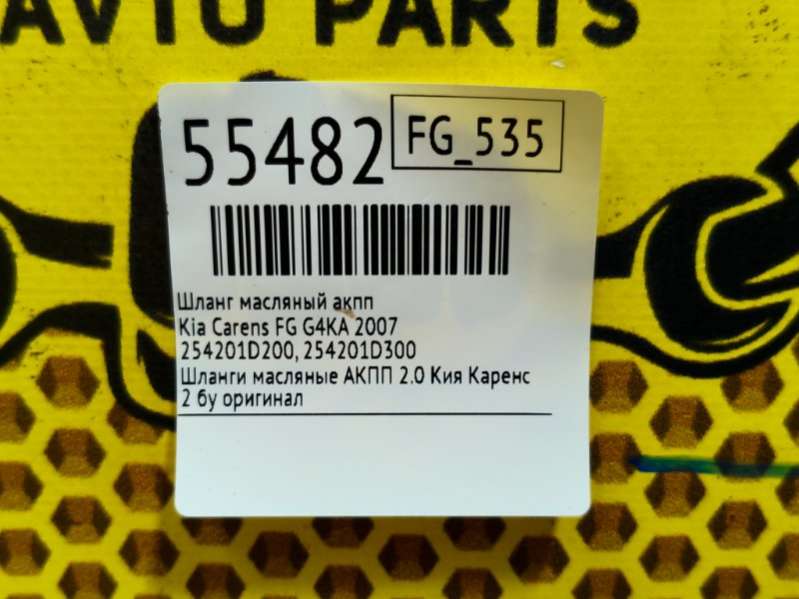 AVTO PARTS
55482
FG_535
Шланг масляный акпп
Kia Carens FG G4KA 2007
254201D200, 254201D300
Шланги масляные АКПП 2.0 Кия Каренс
2 бу оригинал